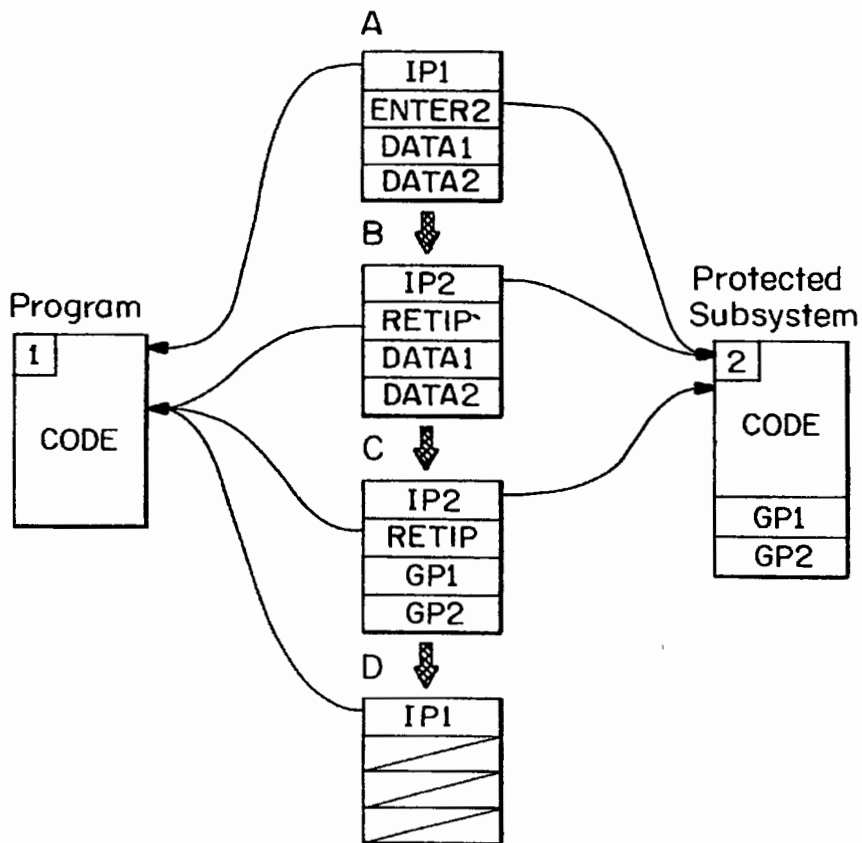 A
IP1
ENTER2
DATA1
DATA2
B
IP2
RETIP
DATA1
DATA2
C
IP2
RETIP
GP1
GP2
D
IP1
Program
1
CODE
Protected
Subsystem
2
CODE
GP1
GP2